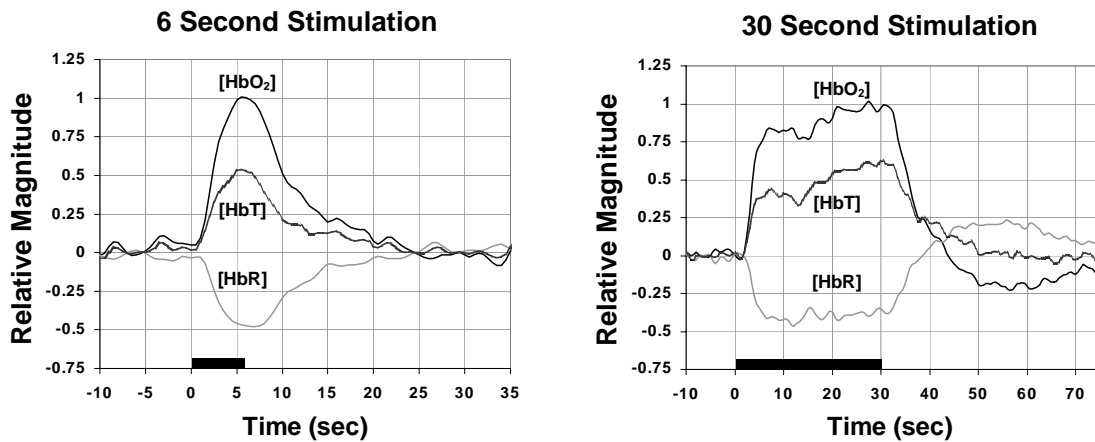 6 Second Stimulation
1.25
1
0.75
0.5
0.25
0
-0.25
-0.5
-0.75
Relative Magnitude
[HbO₂]
[HbT]
[HbR]
-10 -5 0 5 10 15 20 25 30 35
Time (sec)
30 Second Stimulation
1.25
1
0.75
0.5
0.25
0
-0.25
-0.5
-0.75
Relative Magnitude
[HbO₂]
[HbT]
[HbR]
-10 0 10 20 30 40 50 60 70
Time (sec)